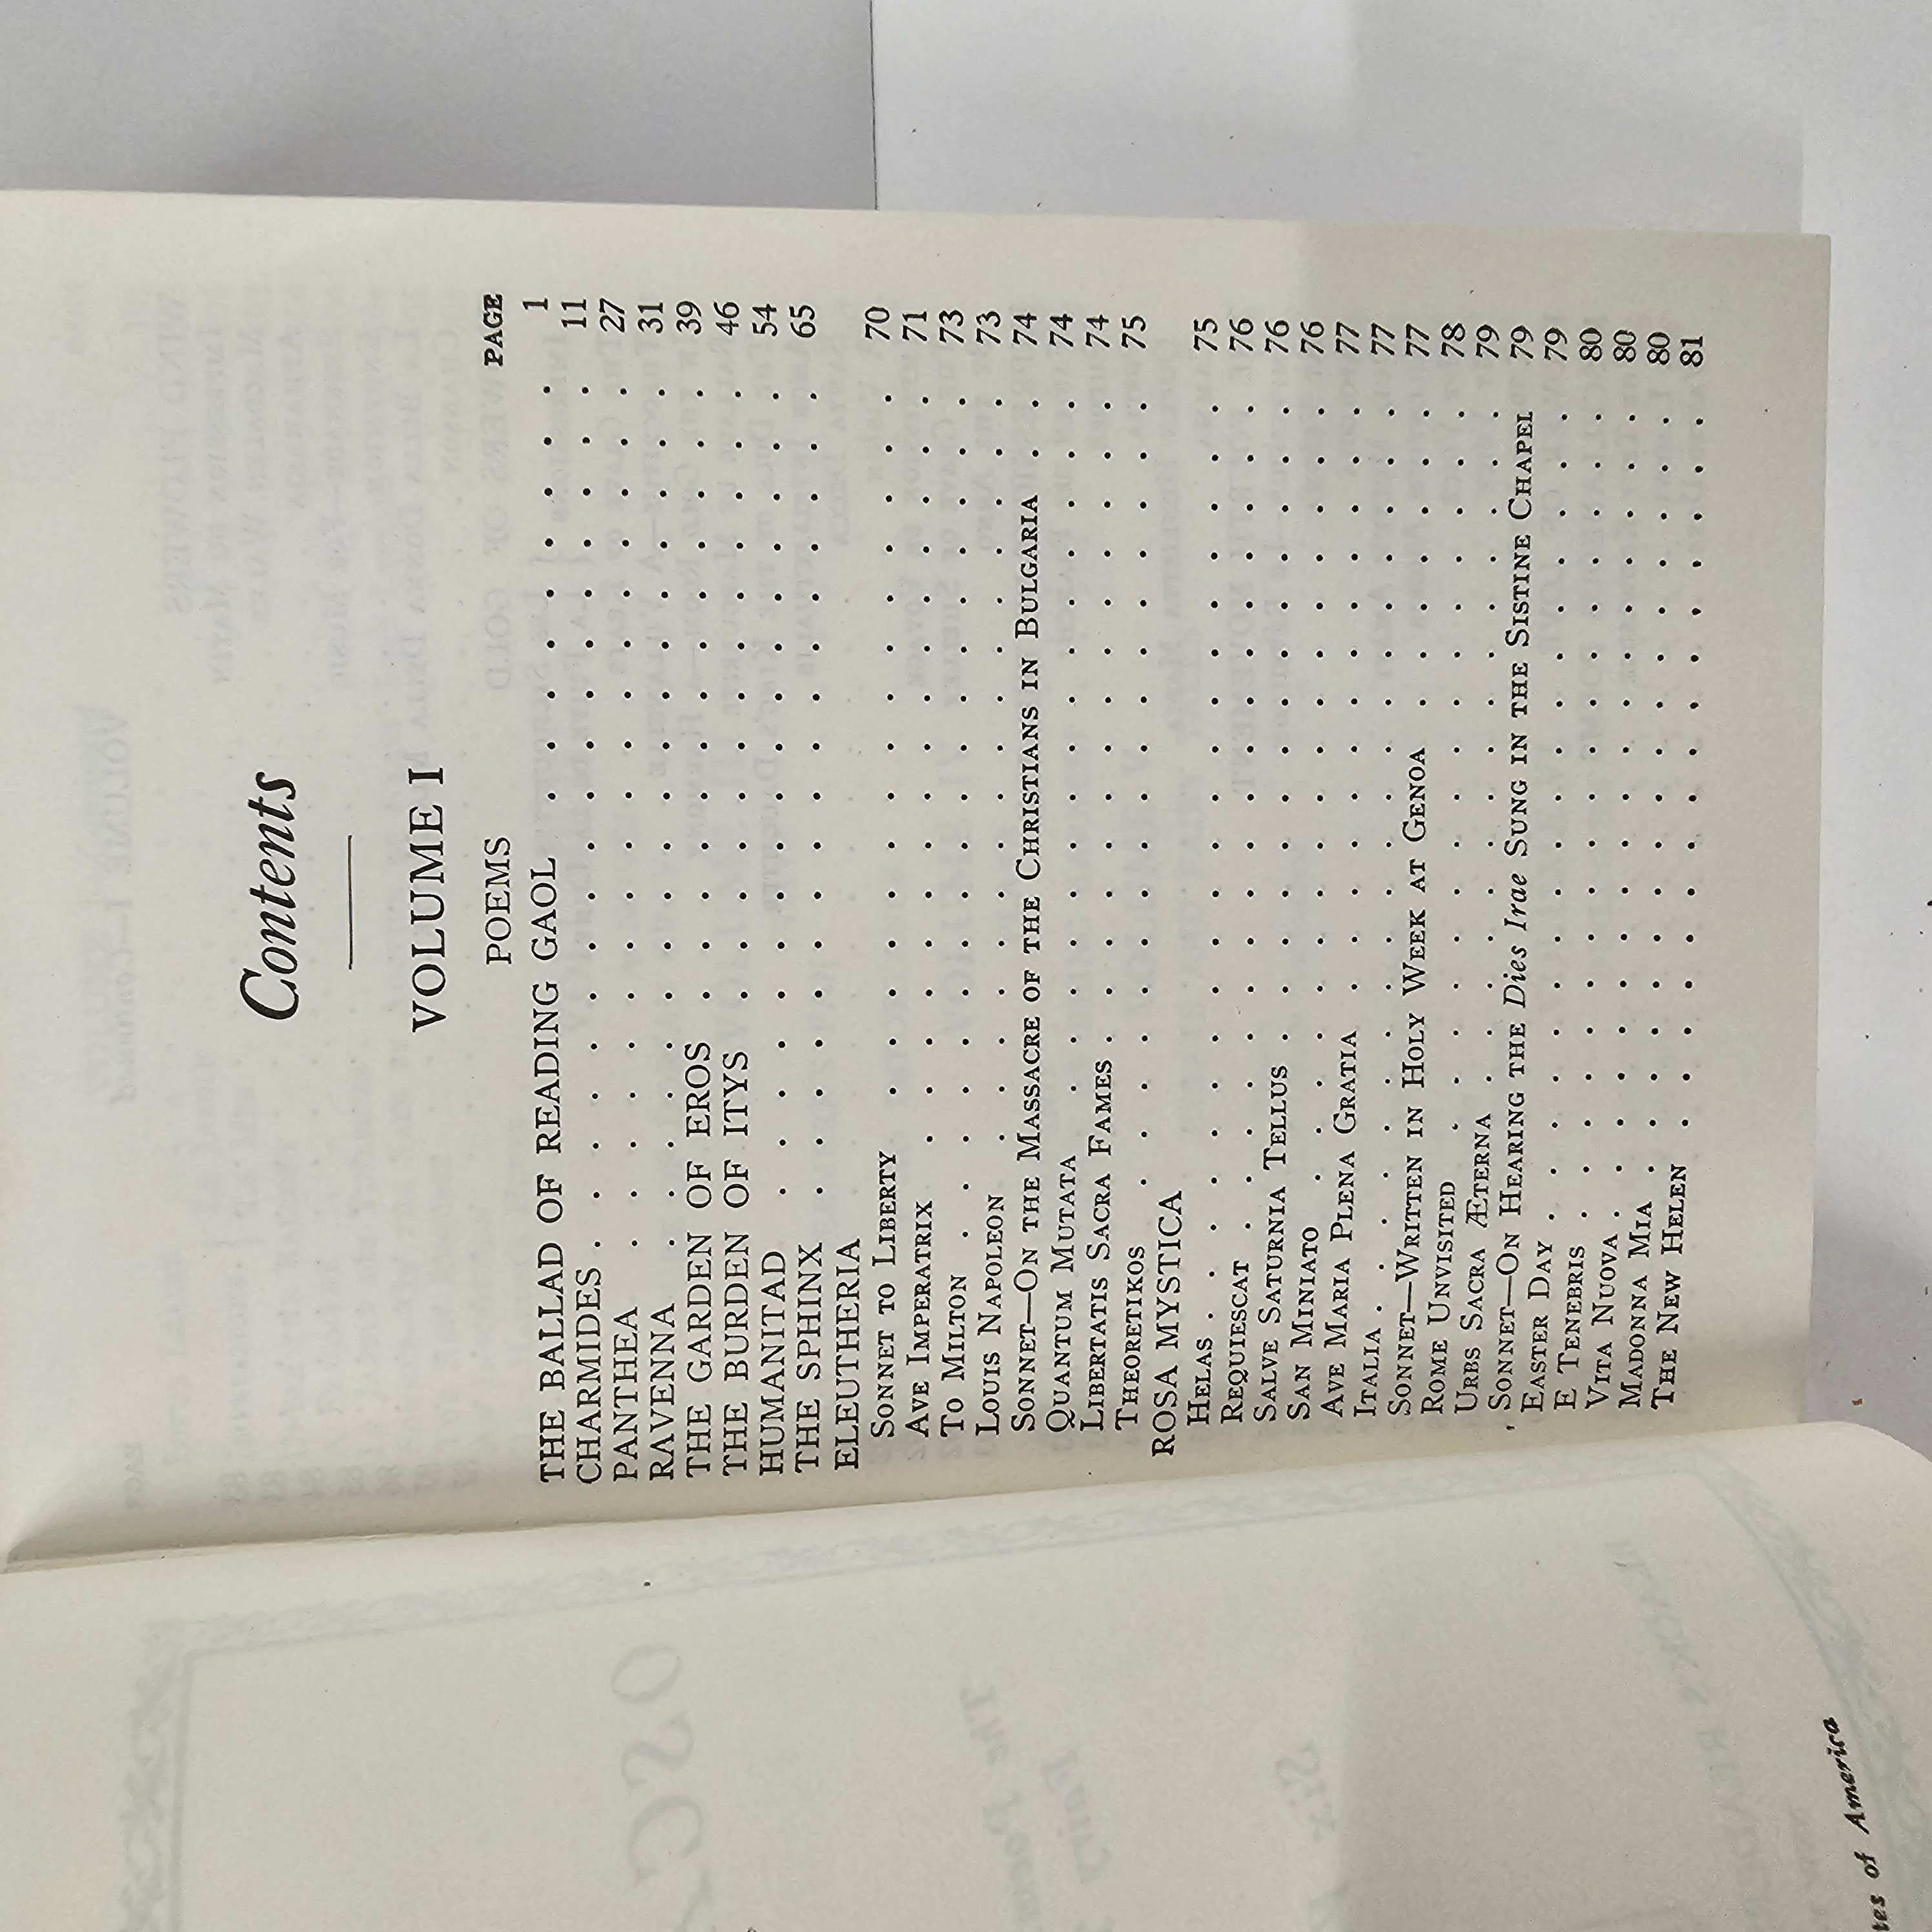 Contents
VOLUME I
POEMS PAGE
THE BALLAD OF READING GAOL . . . . . . . . . 1
CHARMIDES . . . . . . . . . . . . . . . . . . 11
PANTHEA . . . . . . . . . . . . . . . . . . 27
RAVENNA . . . . . . . . . . . . . . . . . . 31
THE GARDEN OF EROS . . . . . . . . . . . . . 39
THE BURDEN OF ITYS . . . . . . . . . . . . . 46
HUMANITAD . . . . . . . . . . . . . . . . . 54
THE SPHINX . . . . . . . . . . . . . . . . . 65
ELEUTHERIA
SONNET TO LIBERTY . . . . . . . . . . . . . . . 70
AVE IMPERATRIX . . . . . . . . . . . . . . . . 71
TO MILTON . . . . . . . . . . . . . . . . . . 73
LOUIS NAPOLEON . . . . . . . . . . . . . . . . 73
SONNET—ON THE MASSACRE OF THE CHRISTIANS IN BULGARIA . . 74
QUANTUM MUTATA . . . . . . . . . . . . . . . 74
LIBERTATIS SACRA FAMES . . . . . . . . . . . . . . 74
THEORETIKOS . . . . . . . . . . . . . . . . . 75
ROSA MYSTICA
HELAS . . . . . . . . . . . . . . . . . . . . 75
REQUIESCAT . . . . . . . . . . . . . . . . . . 76
SALVE SATURNIA TELLUS . . . . . . . . . . . . . . 76
SAN MINIATO . . . . . . . . . . . . . . . . . 76
AVE MARIA PLENA GRATIA . . . . . . . . . . . . . 77
ITALIA . . . . . . . . . . . . . . . . . . . . 77
SONNET—WRITTEN IN HOLY WEEK AT GENOA . . . . . . . 77
ROME UNVISITED . . . . . . . . . . . . . . . . 78
URBS SACRA ÆTERNA . . . . . . . . . . . . . . . 79
SONNET—ON HEARING THE Dies Irae SUNG IN THE SISTINE CHAPEL 79
EASTER DAY . . . . . . . . . . . . . . . . . . 79
E TENEBRIS . . . . . . . . . . . . . . . . . . 80
VITA NUOVA . . . . . . . . . . . . . . . . . . 80
MADONNA MIA . . . . . . . . . . . . . . . . . 80
THE NEW HELEN . . . . . . . . . . . . . . . . 81
tes of America